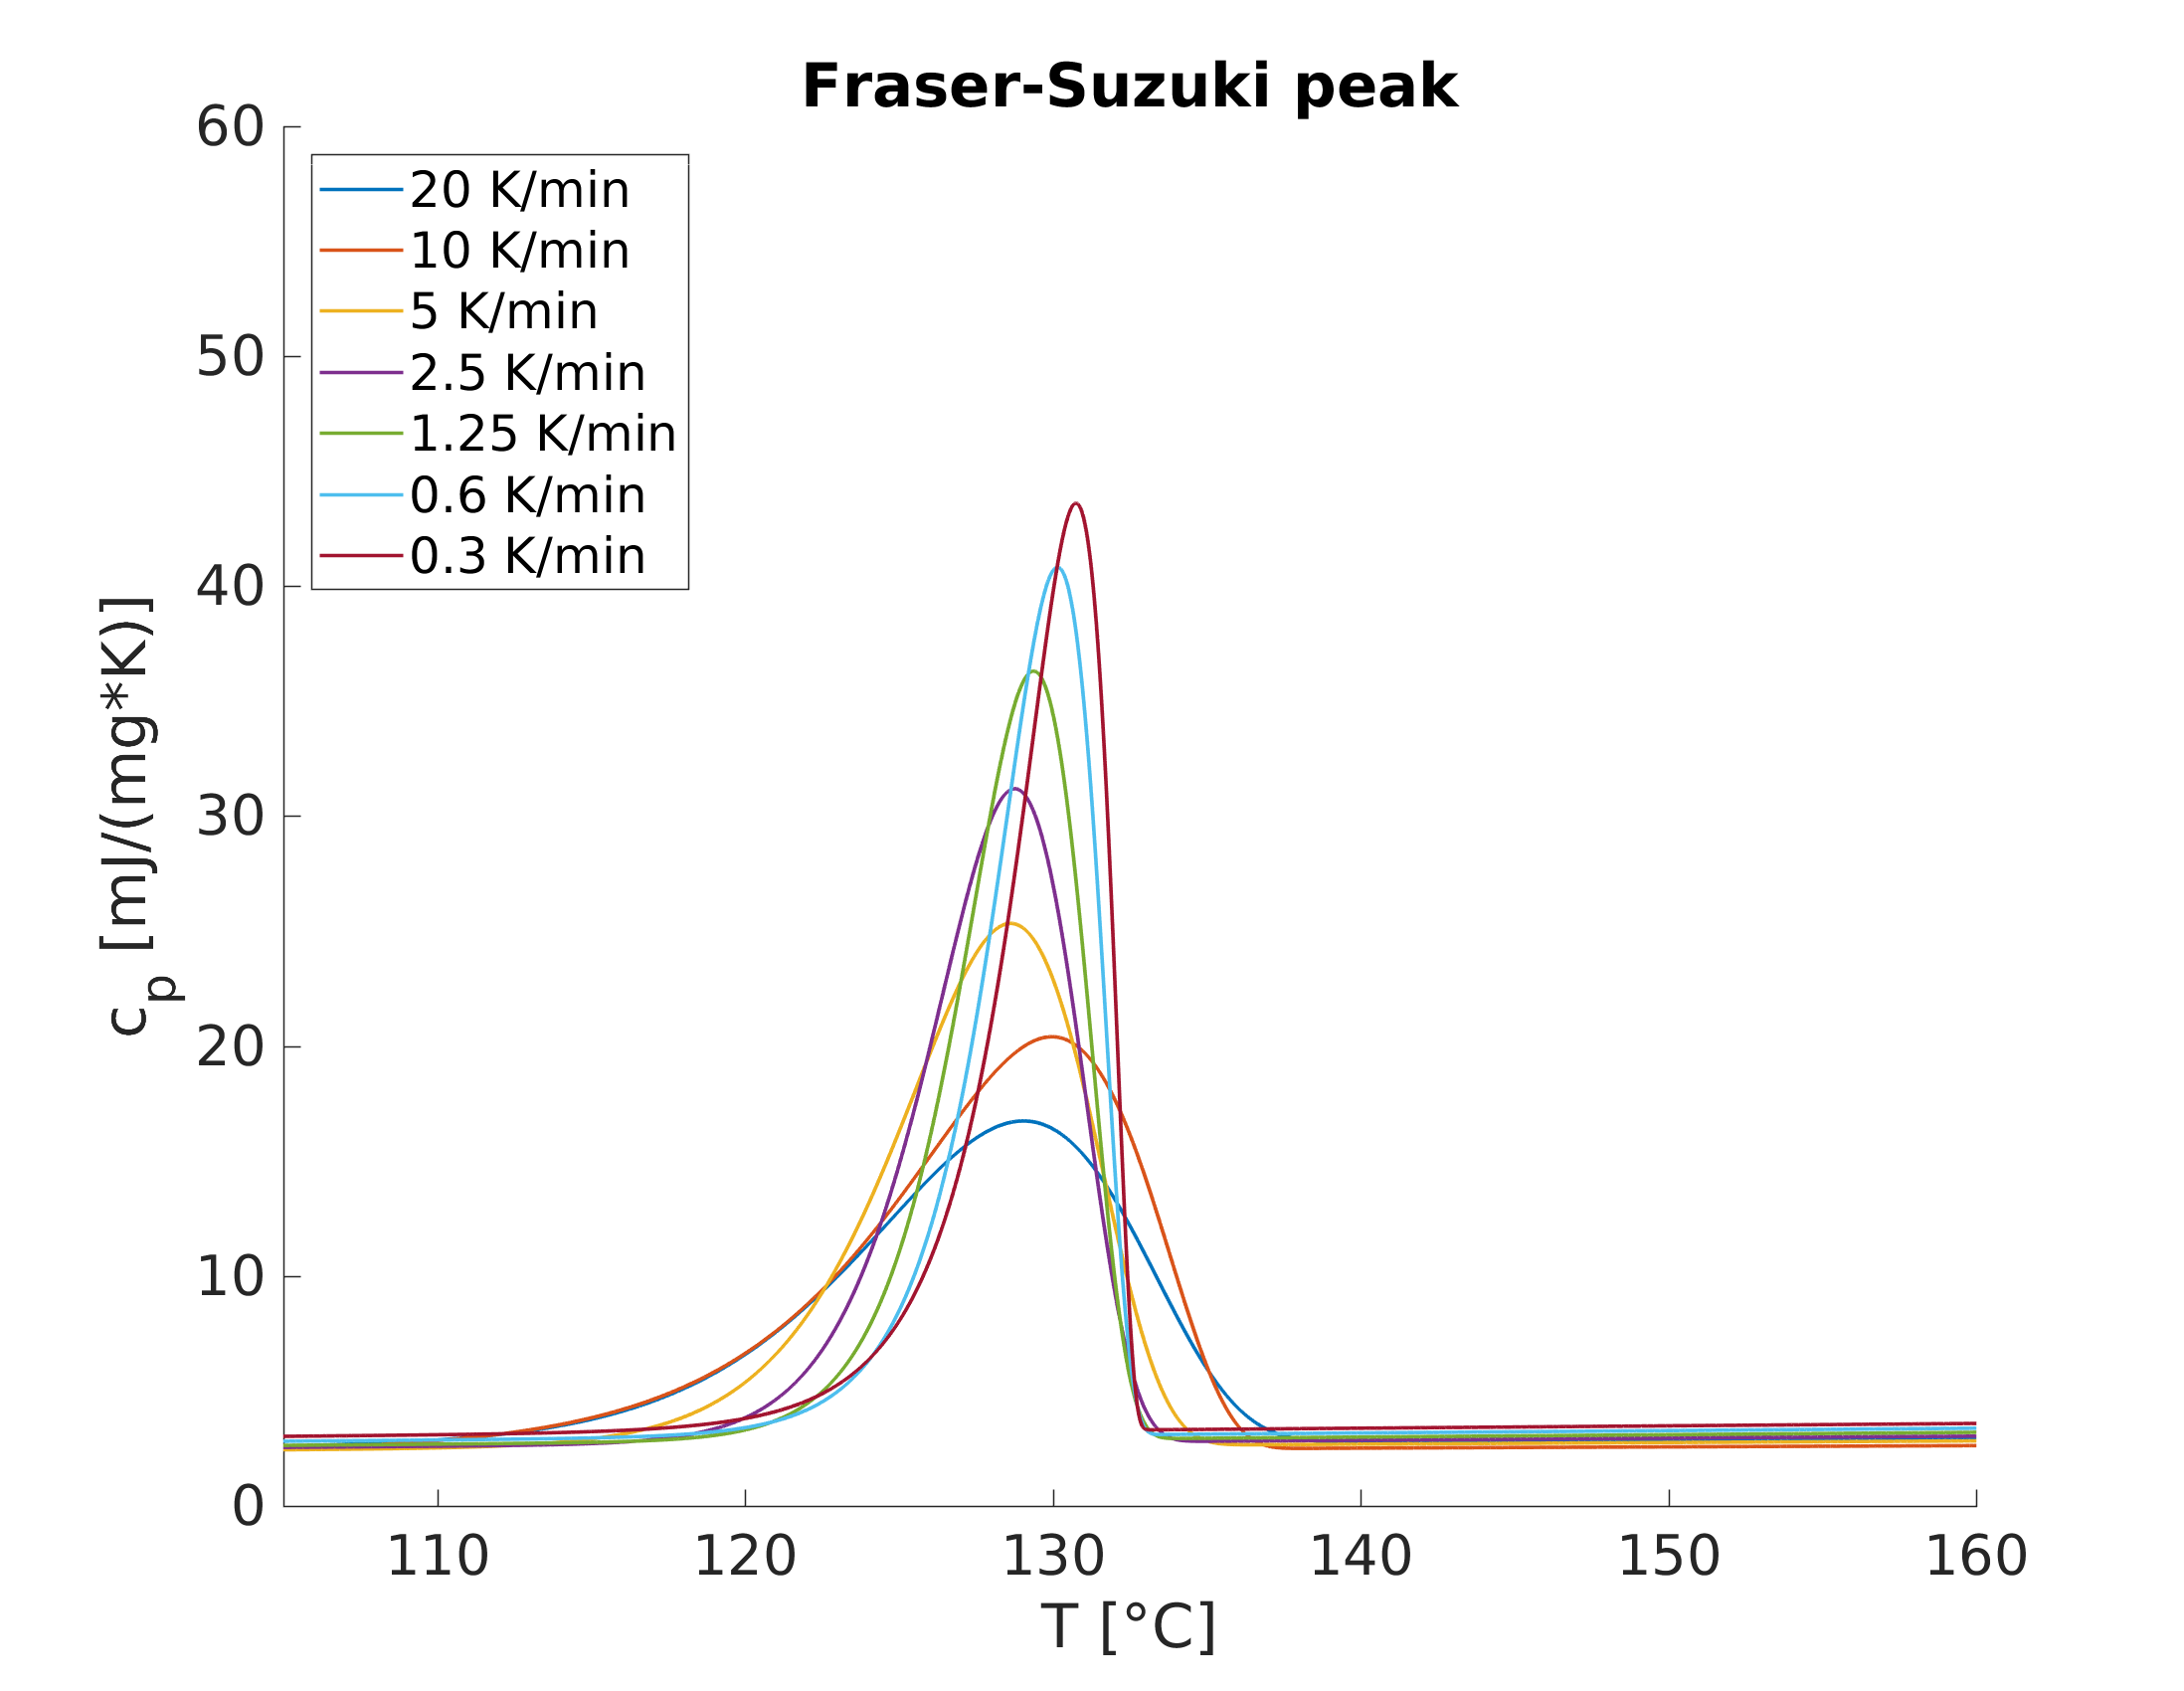 Fraser-Suzuki peak
60
50
40
30
20
10
0
20 K/min
10 K/min
5 K/min
2.5 K/min
1.25 K/min
0.6 K/min
0.3 K/min
cp [mJ/(mg*K)]
110 120 130 140 150 160
T [°C]